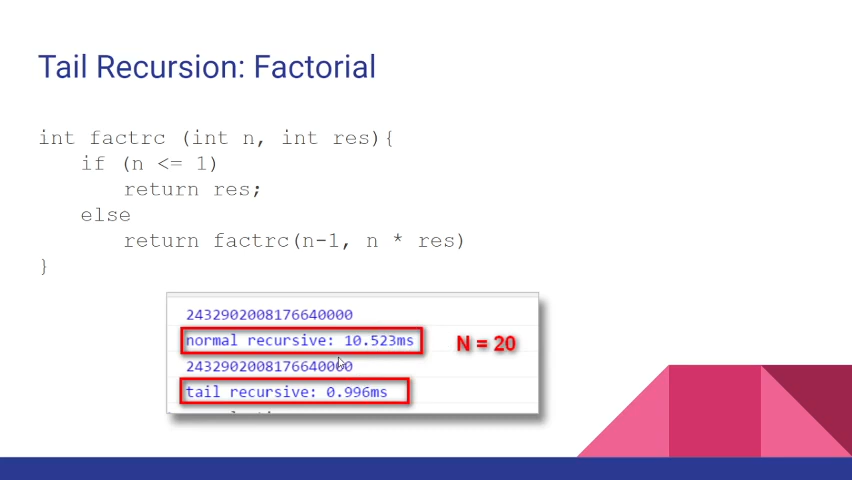 Tail Recursion: Factorial
int factrc (int n, int res){
if (n <= 1)
return res;
else
return factrc(n-1, n * res)
}
2432902008176640000
normal recursive: 10.523ms
N = 20
2432902008176640000
tail recursive: 0.996ms